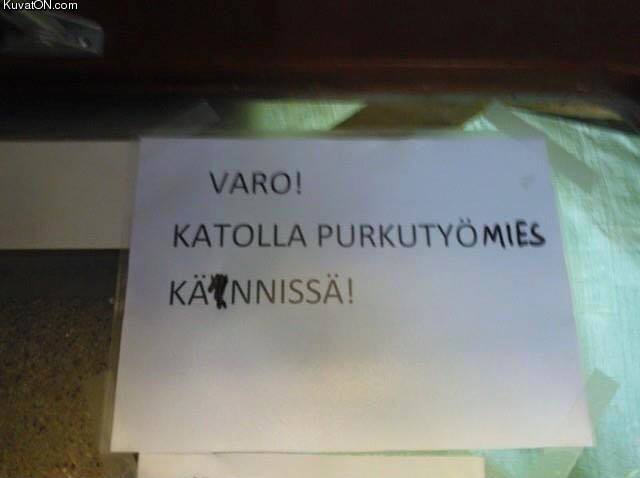 KuvatON.com
VARO!
KATOLLA PURKUTYÖMIES
KÄNNISSÄ!